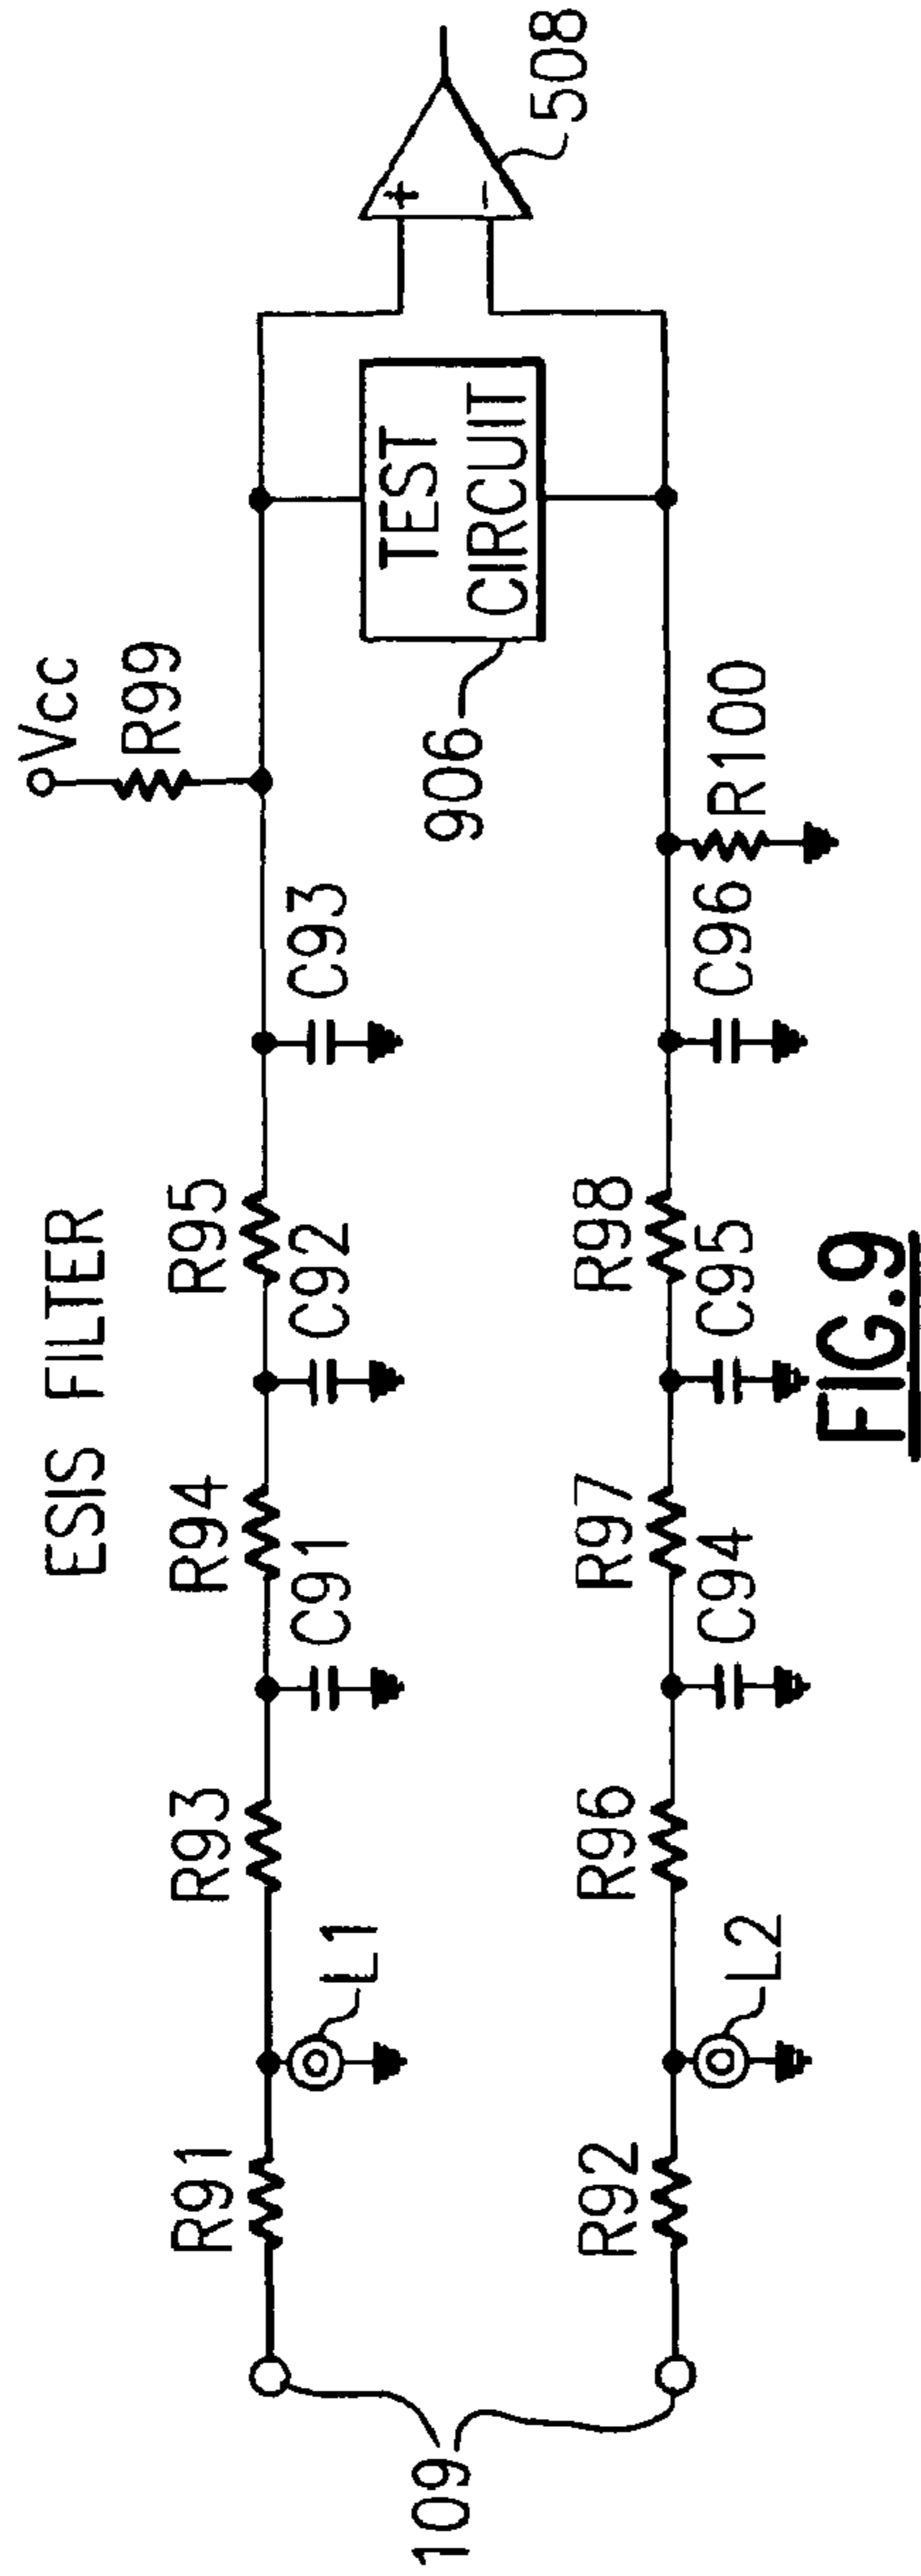 ESIS FILTER
Vcc
R99
R91
R93
R94
R95
L1
C91
C92
C93
109
TEST
CIRCUIT
906
508
R92
R96
R97
R98
R100
L2
C94
C95
C96
FIG.9